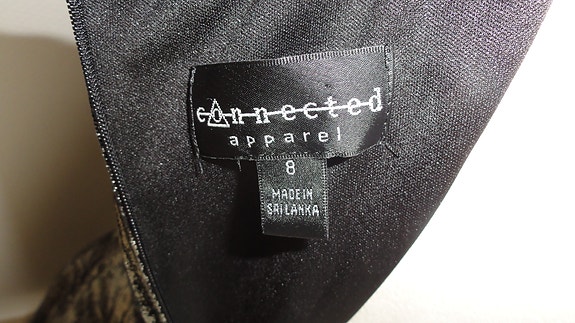 connected
apparel
8
MADE IN
SRI LANKA